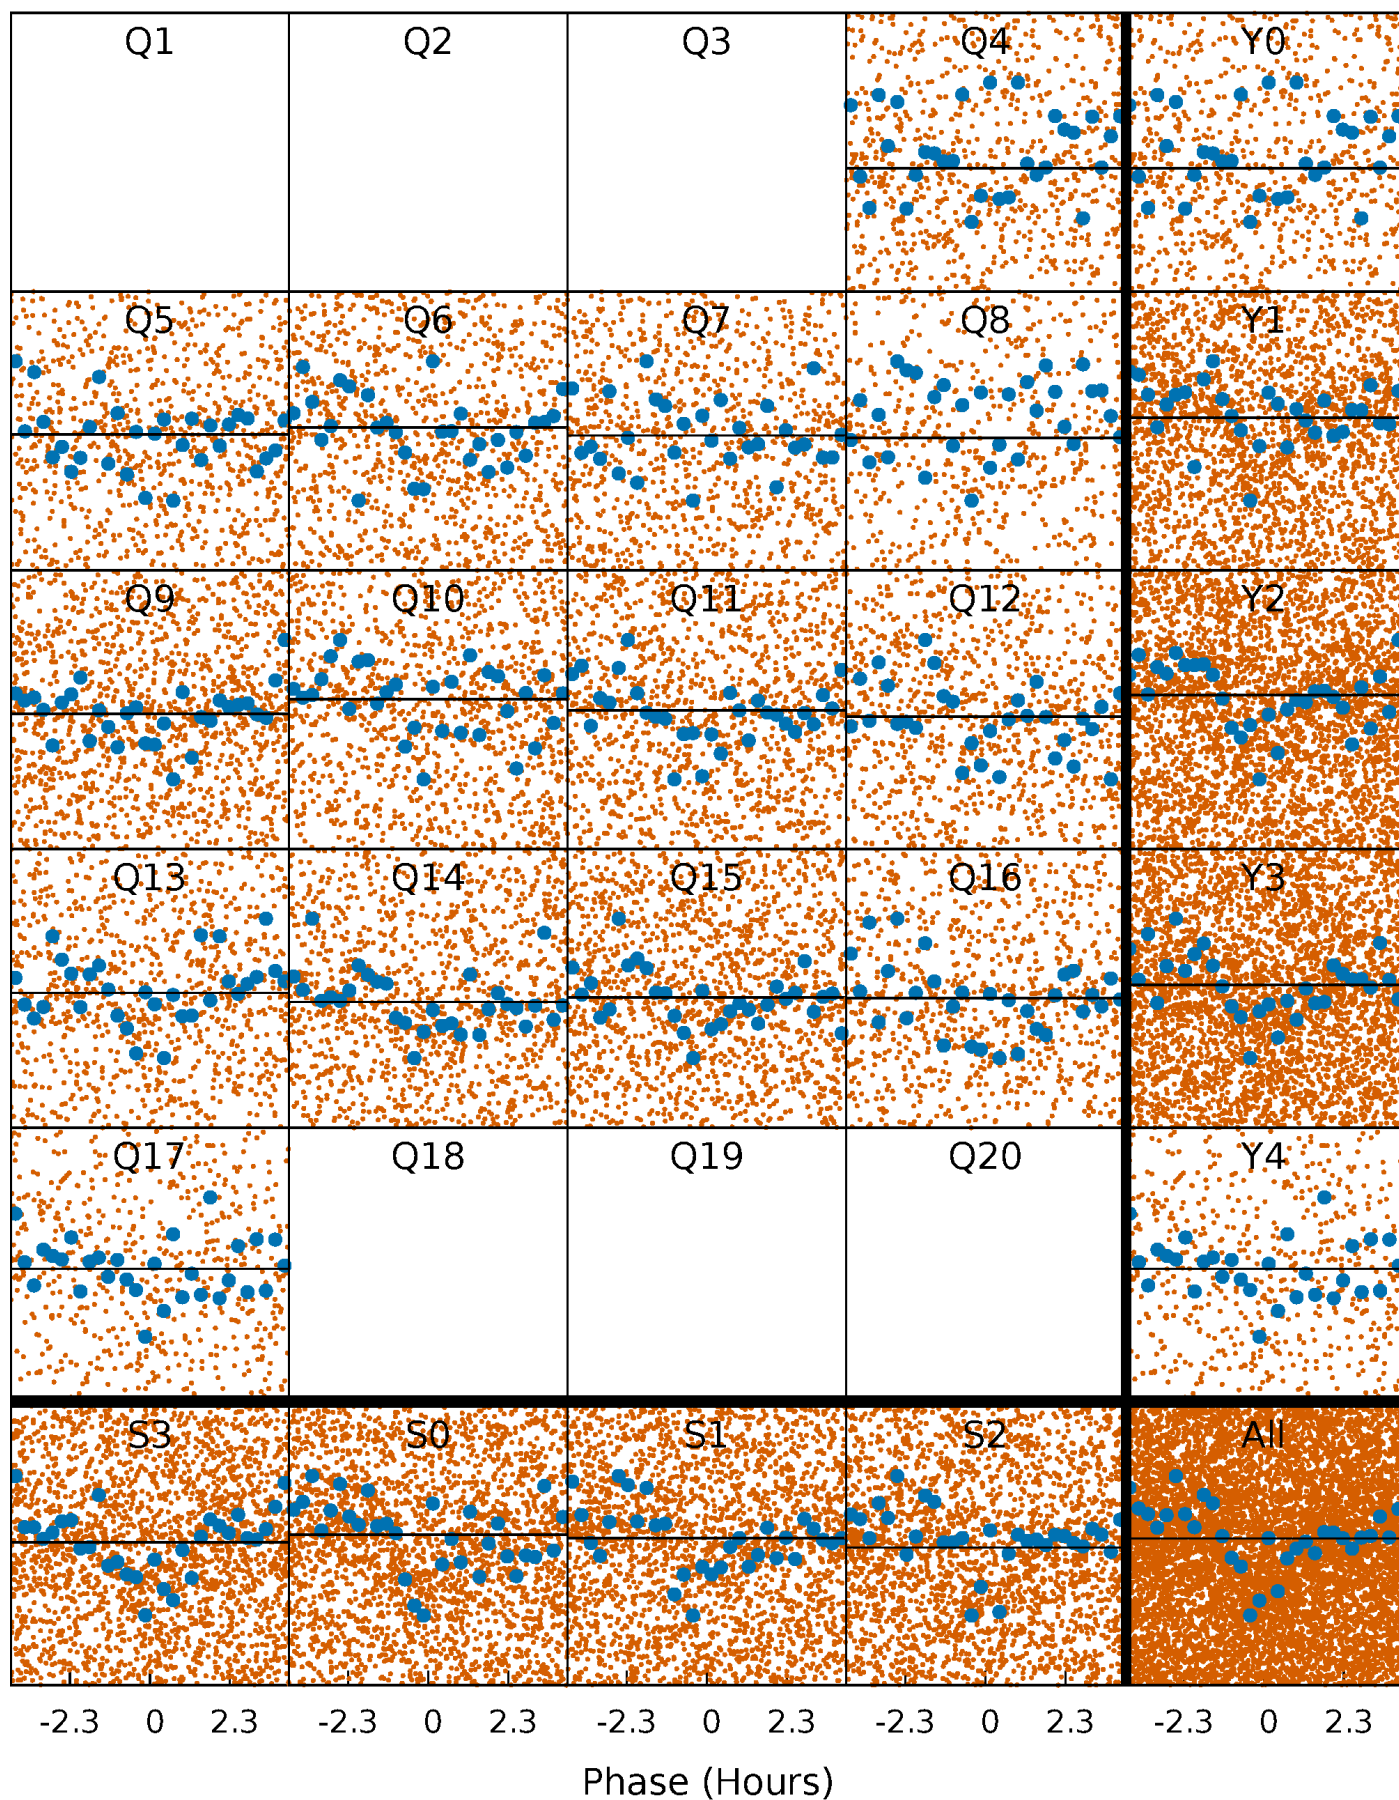 Q1 Q2 Q3 Q4 Y0
Q5 Q6 Q7 Q8 Y1
Q9 Q10 Q11 Q12 Y2
Q13 Q14 Q15 Q16 Y3
Q17 Q18 Q19 Q20 Y4
S3 S0 S1 S2 All
-2.3 0 2.3 -2.3 0 2.3 -2.3 0 2.3 -2.3 0 2.3 -2.3 0 2.3
Phase (Hours)